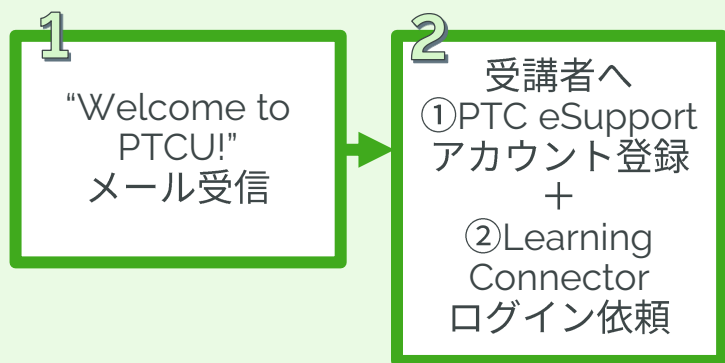 1
“Welcome to
PTCU!”
メール受信
2
受講者へ
①PTC eSupport
アカウント登録
＋
②Learning
Connector
ログイン依頼